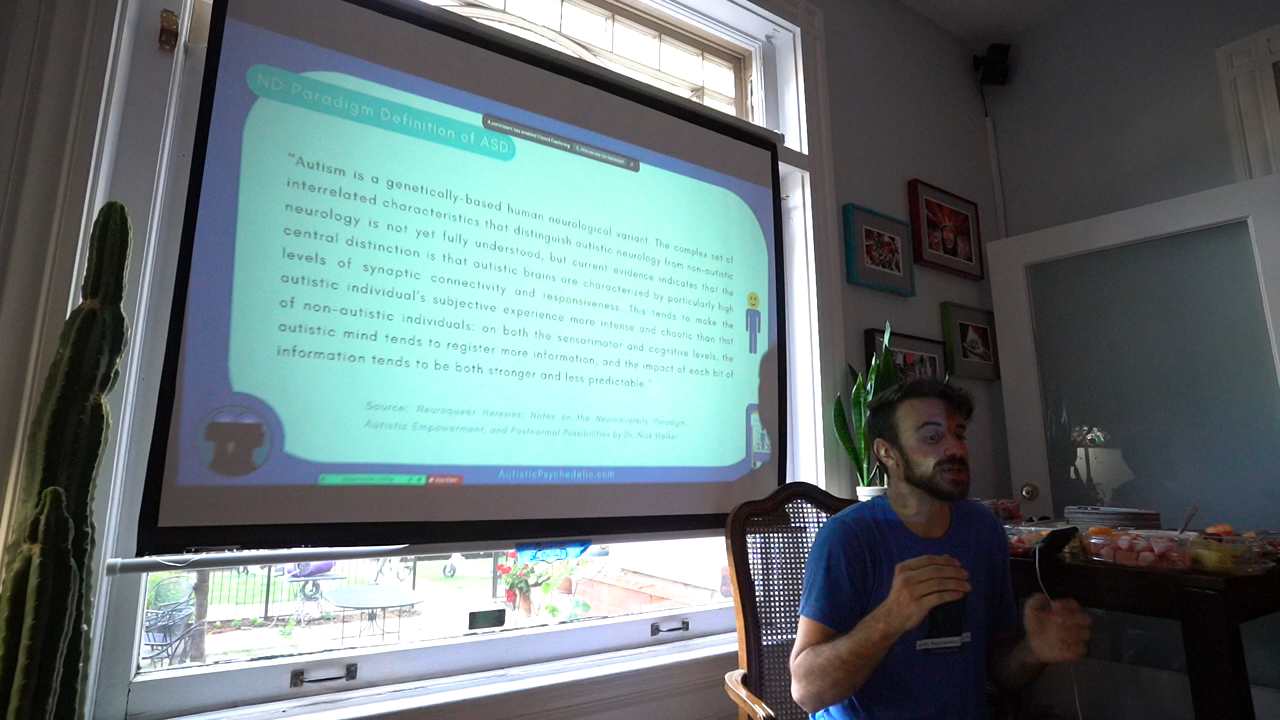 ND Paradigm Definition of ASD
"Autism is a genetically-based human neurological variant. The complex set of
interrelated characteristics that distinguish autistic neurology from non-autistic
neurology is not yet fully understood, but current evidence indicates that the
central distinction is that autistic brains are characterized by particularly high
levels of synaptic connectivity and responsiveness. This tends to make the
autistic individual's subjective experience more intense and chaotic than that
of non-autistic individuals: on both the sensorimotor and cognitive levels, the
autistic mind tends to register more information, and the impact of each bit of
information tends to be both stronger and less predictable."
Source: Neuroqueer Heresies: Notes on the Neurodiversity Paradigm,
Autistic Empowerment, and Postnormal Possibilities by Dr. Nick Walker
AutisticPsychedelic.com